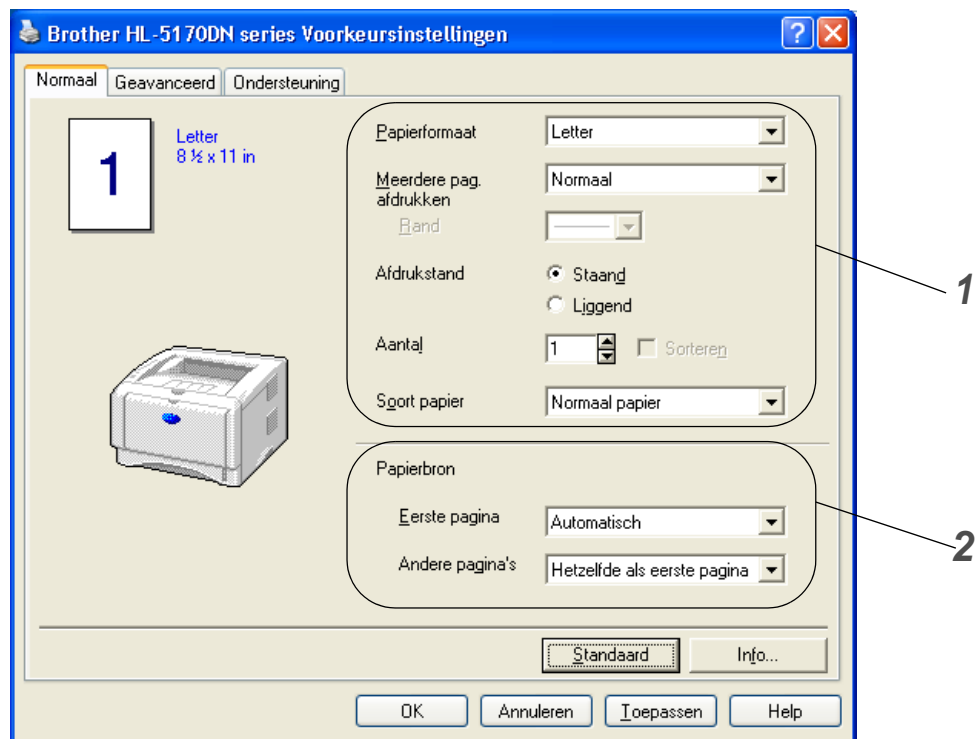 Brother HL-5170DN series Voorkeursinstellingen
Normaal Geavanceerd Ondersteuning
1
Letter
8 ½ x 11 in
Papierformaat Letter
Meerdere pag. afdrukken Normaal
Rand
Afdrukstand Staand
Liggend
Aantal 1 Sorteren
Soort papier Normaal papier
1
Papierbron
Eerste pagina Automatisch
Andere pagina's Hetzelfde als eerste pagina
2
Standaard Info...
OK Annuleren Toepassen Help